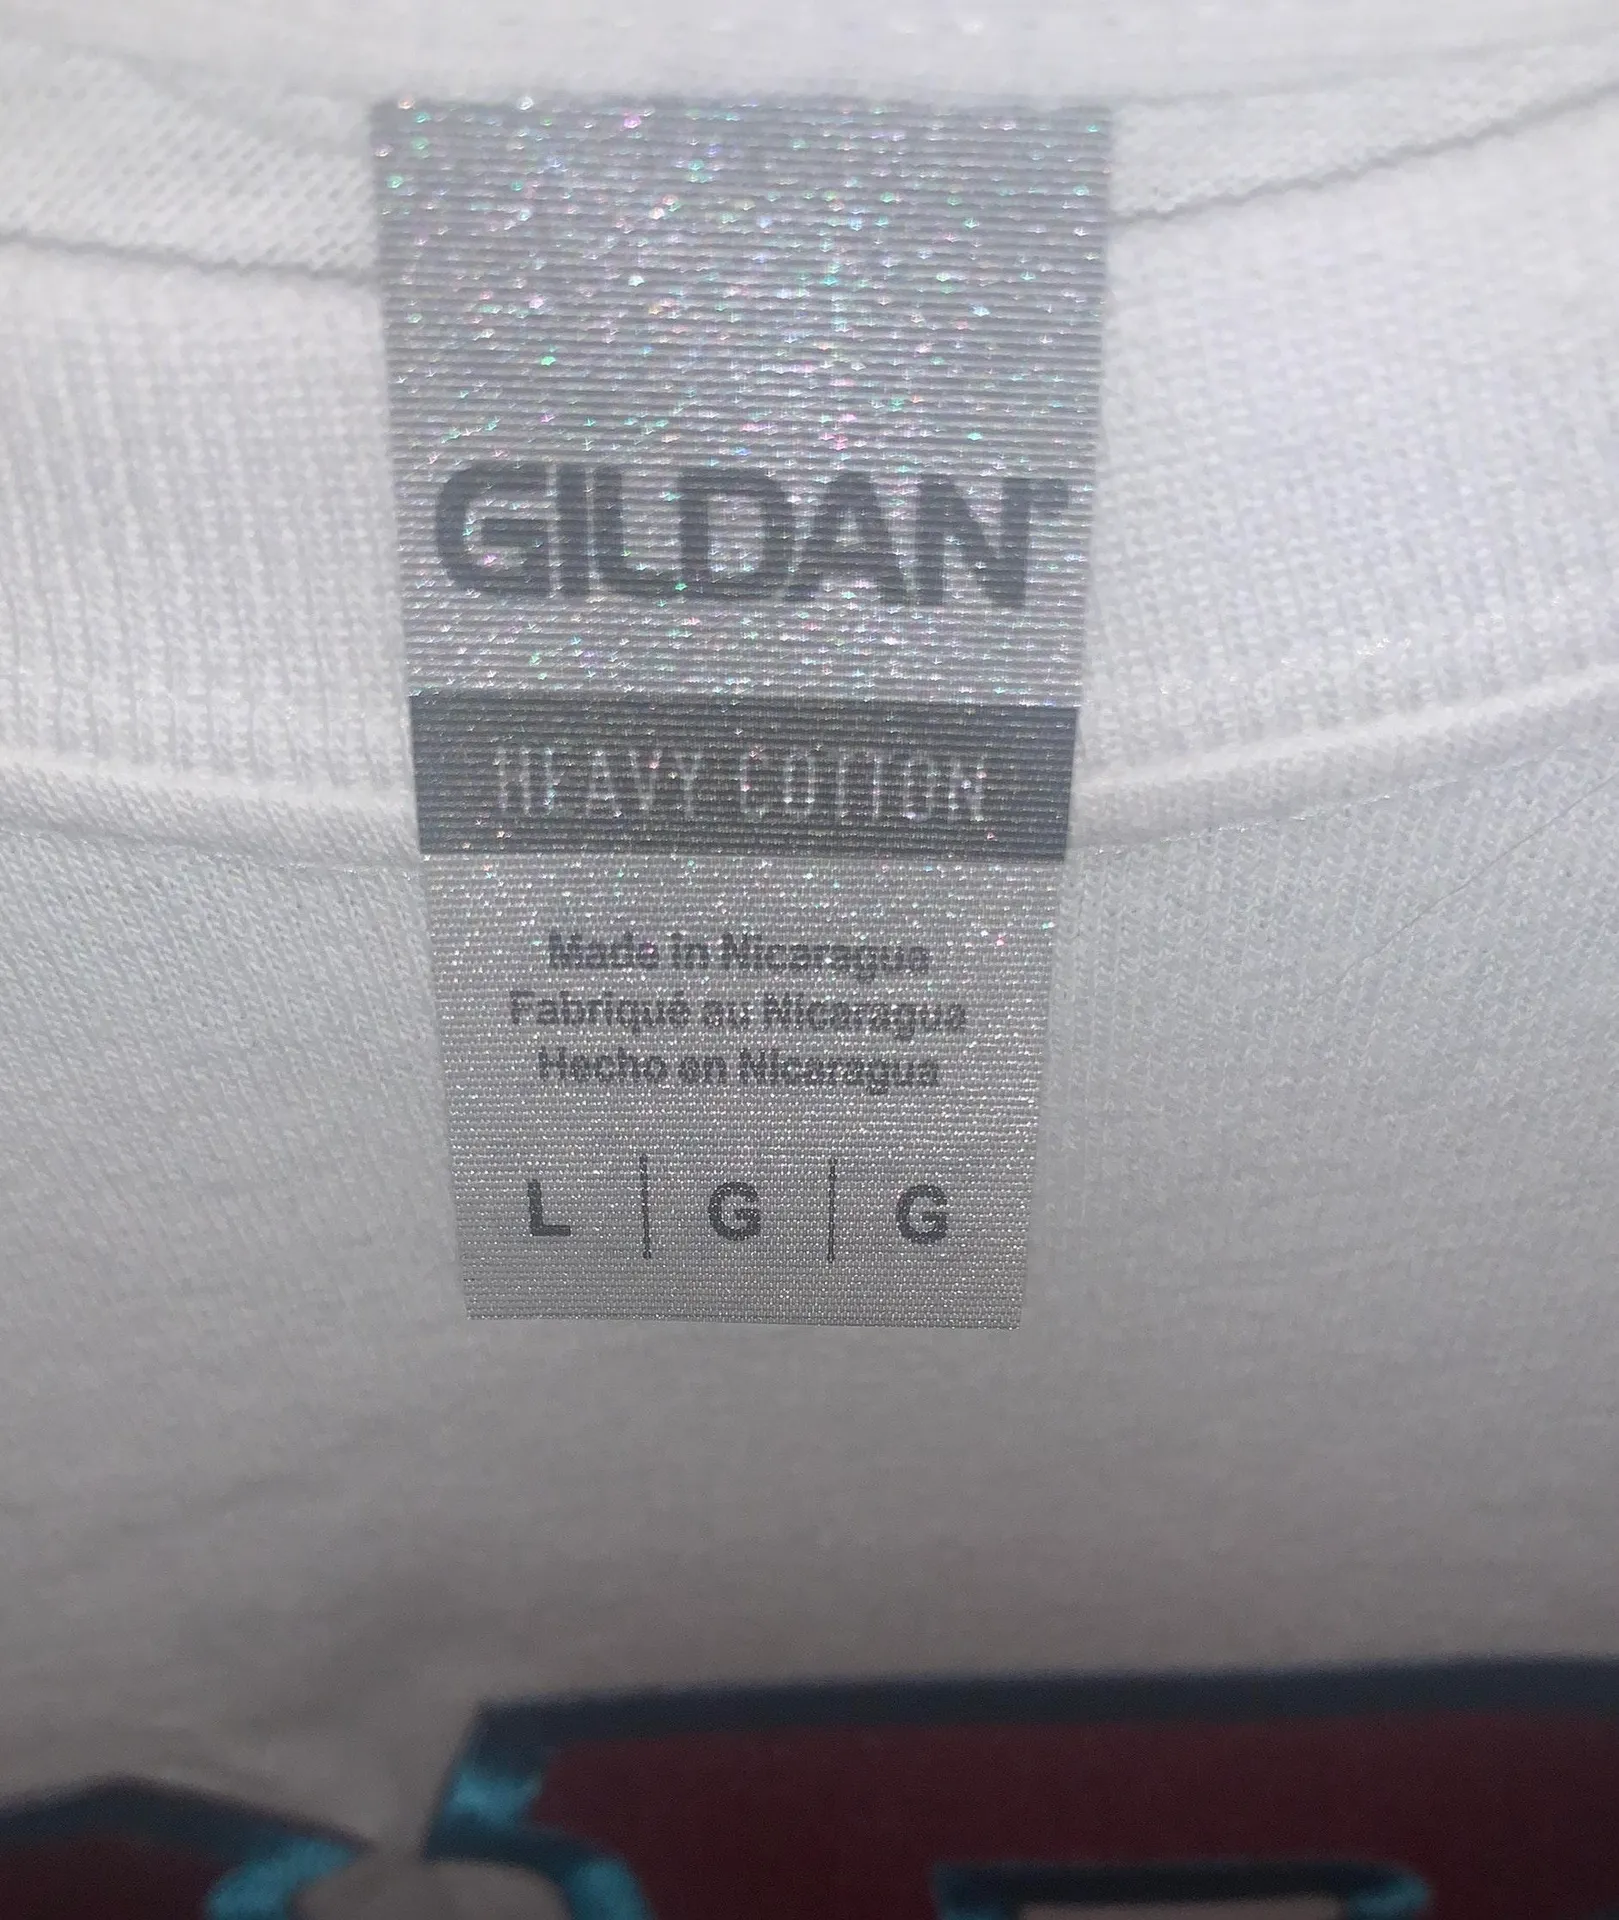 GILDAN
HEAVY COTTON
Made in Nicaragua
Fabriqué au Nicaragua
Hecho en Nicaragua
L | G | G